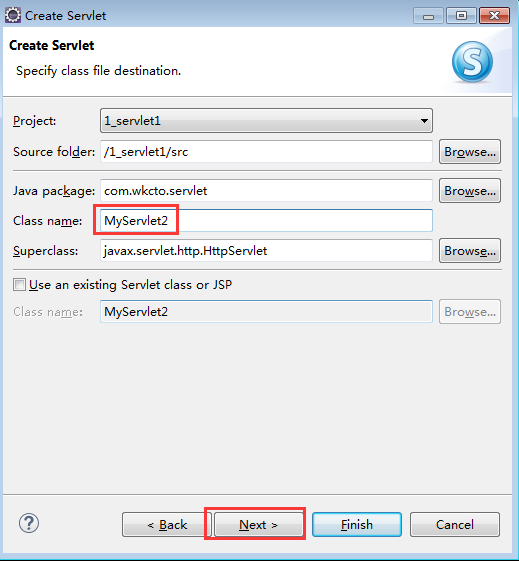 Create Servlet
Create Servlet
Specify class file destination.
S
Project: 1_servlet1
Source folder: /1_servlet1/src Browse...
Java package: com.wkcto.servlet Browse...
Class name: MyServlet2
Superclass: javax.servlet.http.HttpServlet Browse...
Use an existing Servlet class or JSP
Class name: MyServlet2 Browse...
? < Back Next > Finish Cancel